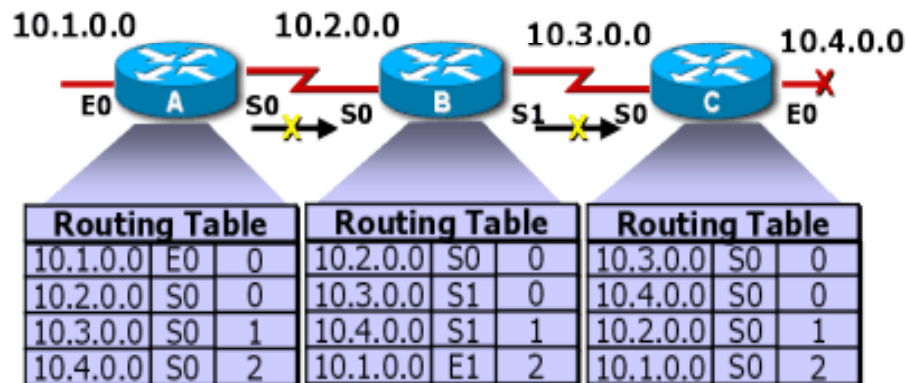 10.1.0.0 10.2.0.0 10.3.0.0 10.4.0.0
A B C
E0 S0 S0 S1 S0 E0
X X X
Routing Table
10.1.0.0 E0 0
10.2.0.0 S0 0
10.3.0.0 S0 1
10.4.0.0 S0 2
Routing Table
10.2.0.0 S0 0
10.3.0.0 S1 0
10.4.0.0 S1 1
10.1.0.0 E1 2
Routing Table
10.3.0.0 S0 0
10.4.0.0 S0 0
10.2.0.0 S0 1
10.1.0.0 S0 2